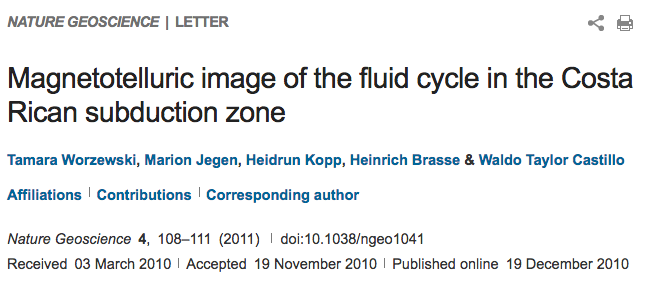 NATURE GEOSCIENCE | LETTER
Magnetotelluric image of the fluid cycle in the Costa
Rican subduction zone
Tamara Worzewski, Marion Jegen, Heidrun Kopp, Heinrich Brasse & Waldo Taylor Castillo
Affiliations | Contributions | Corresponding author
Nature Geoscience 4, 108–111 (2011) | doi:10.1038/ngeo1041
Received 03 March 2010 | Accepted 19 November 2010 | Published online 19 December 2010